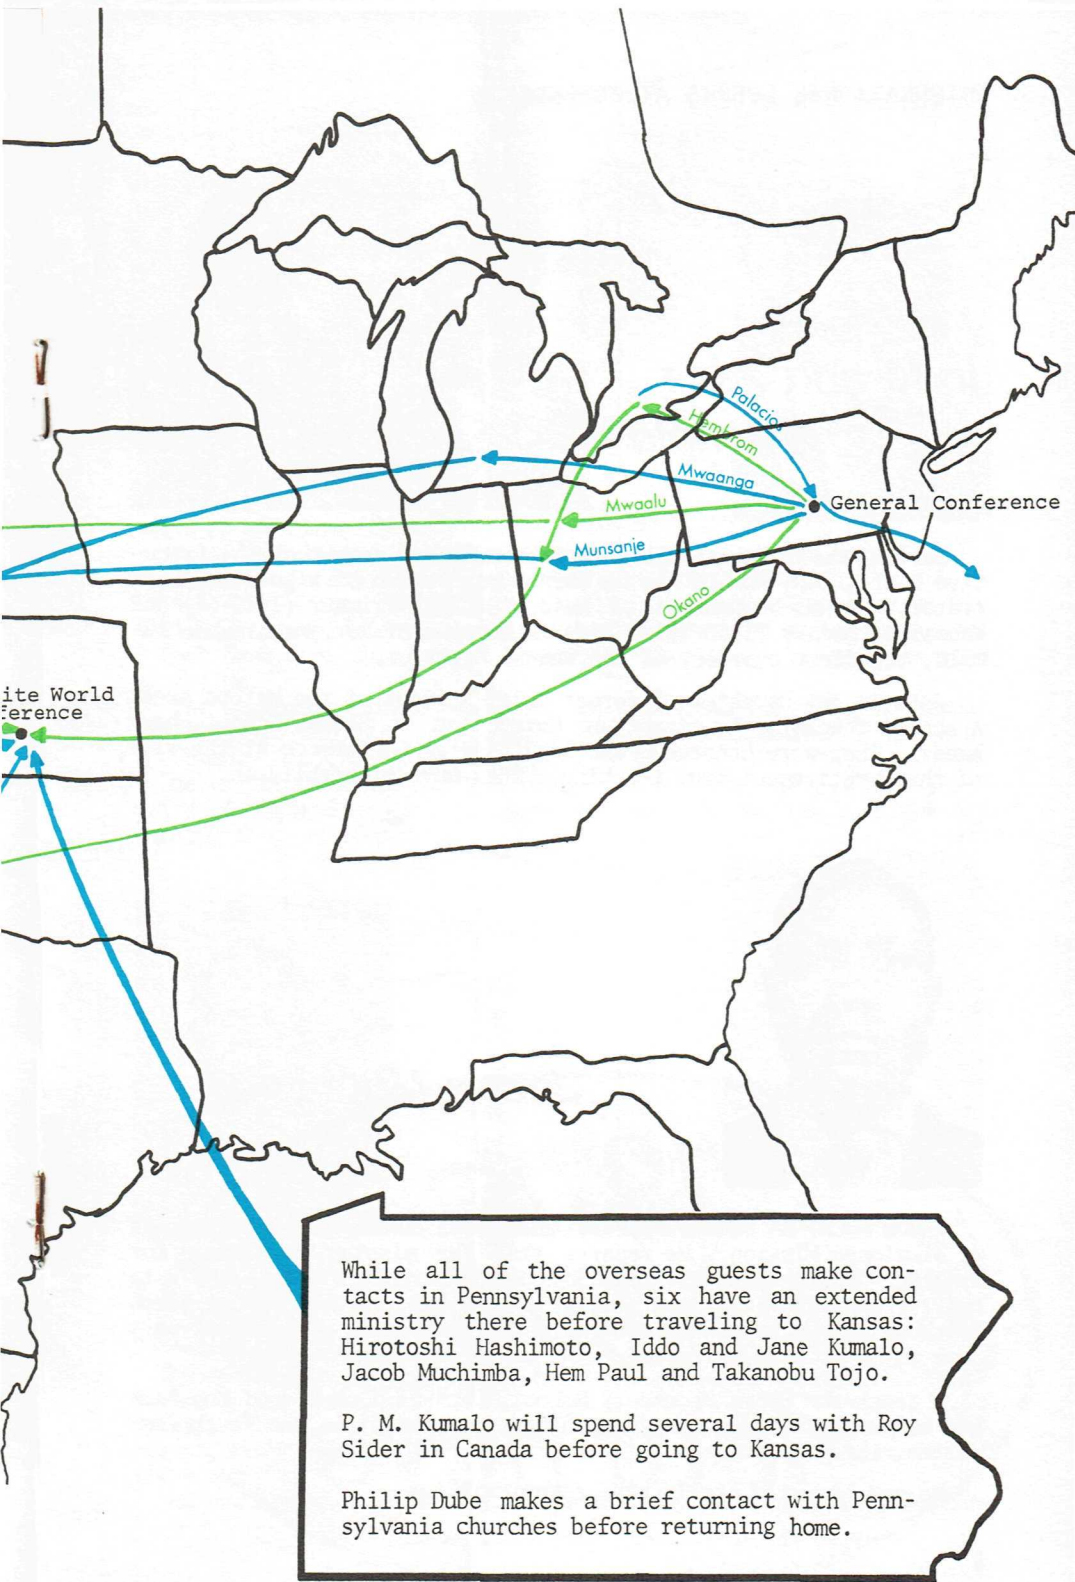 Palacios
Hembrom
Mwaanga
General Conference
Mwaalu
Munsanje
Okano
ite World
ference
While all of the overseas guests make con-
tacts in Pennsylvania, six have an extended
ministry there before traveling to Kansas:
Hirotoshi Hashimoto, Iddo and Jane Kumalo,
Jacob Muchimba, Hem Paul and Takanobu Tojo.
P. M. Kumalo will spend several days with Roy
Sider in Canada before going to Kansas.
Philip Dube makes a brief contact with Penn-
sylvania churches before returning home.